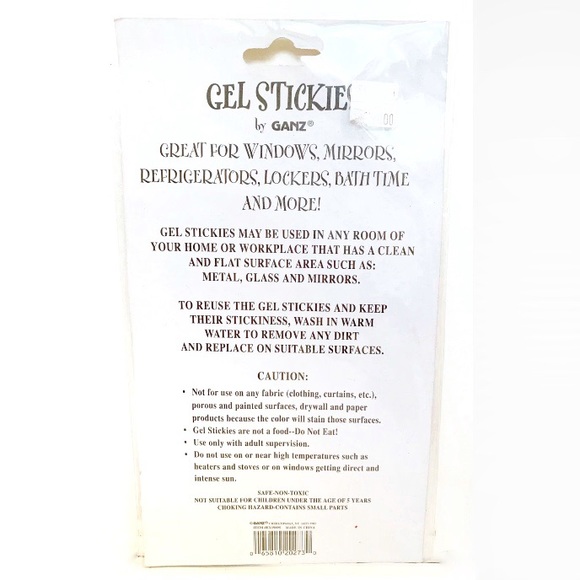 GEL STICKIES
.00
by GANZ®
GREAT FOR WINDOWS, MIRRORS,
REFRIGERATORS, LOCKERS, BATH TIME
AND MORE!
GEL STICKIES MAY BE USED IN ANY ROOM OF
YOUR HOME OR WORKPLACE THAT HAS A CLEAN
AND FLAT SURFACE AREA SUCH AS:
METAL, GLASS AND MIRRORS.
TO REUSE THE GEL STICKIES AND KEEP
THEIR STICKINESS, WASH IN WARM
WATER TO REMOVE ANY DIRT
AND REPLACE ON SUITABLE SURFACES.
CAUTION:
• Not for use on any fabric (clothing, curtains, etc.),
porous and painted surfaces, drywall and paper
products because the color will stain those surfaces.
• Gel Stickies are not a food--Do Not Eat!
• Use only with adult supervision.
• Do not use on or near high temperatures such as
heaters and stoves or on windows getting direct and
intense sun.
SAFE-NON-TOXIC
NOT SUITABLE FOR CHILDREN UNDER THE AGE OF 5 YEARS
CHOKING HAZARD-CONTAINS SMALL PARTS
©GANZ®
MADE IN CHINA
0 65810 20273 0